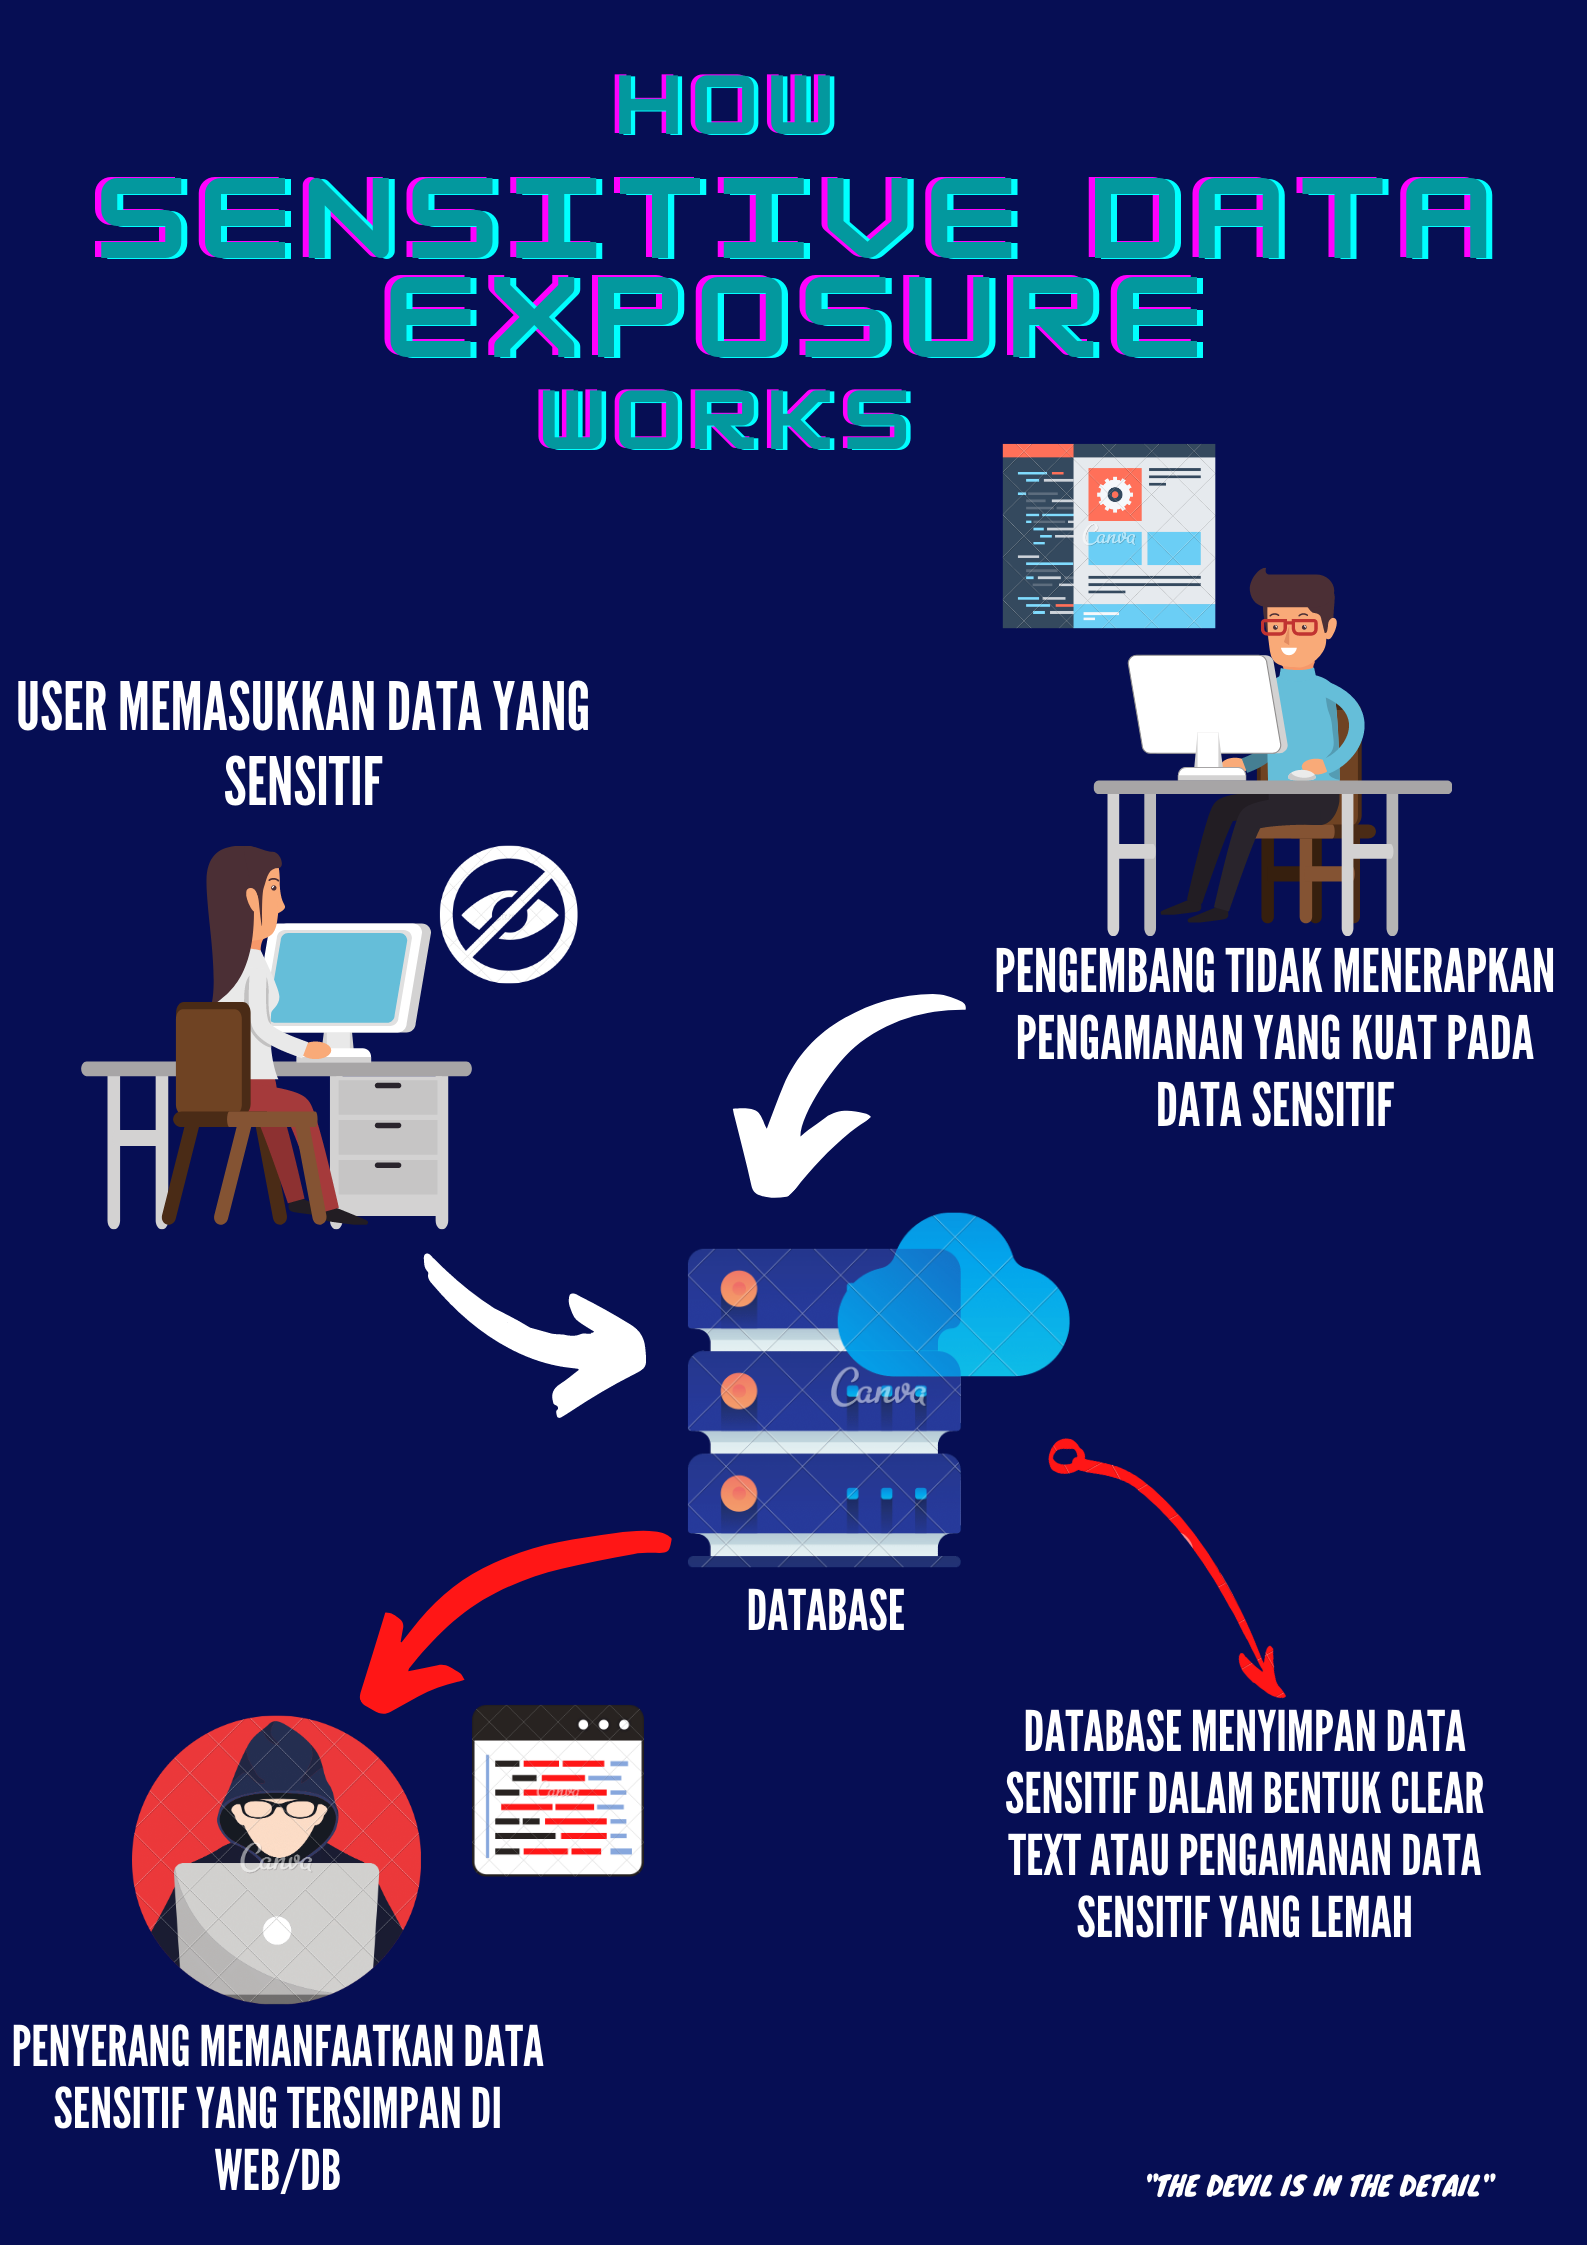 HOW
SENSITIVE DATA
EXPOSURE
WORKS
Canva
USER MEMASUKKAN DATA YANG
SENSITIF
PENGEMBANG TIDAK MENERAPKAN
PENGAMANAN YANG KUAT PADA
DATA SENSITIF
Canva
DATABASE
Canva
Canva
DATABASE MENYIMPAN DATA
SENSITIF DALAM BENTUK CLEAR
TEXT ATAU PENGAMANAN DATA
SENSITIF YANG LEMAH
PENYERANG MEMANFAATKAN DATA
SENSITIF YANG TERSIMPAN DI
WEB/DB
"THE DEVIL IS IN THE DETAIL"